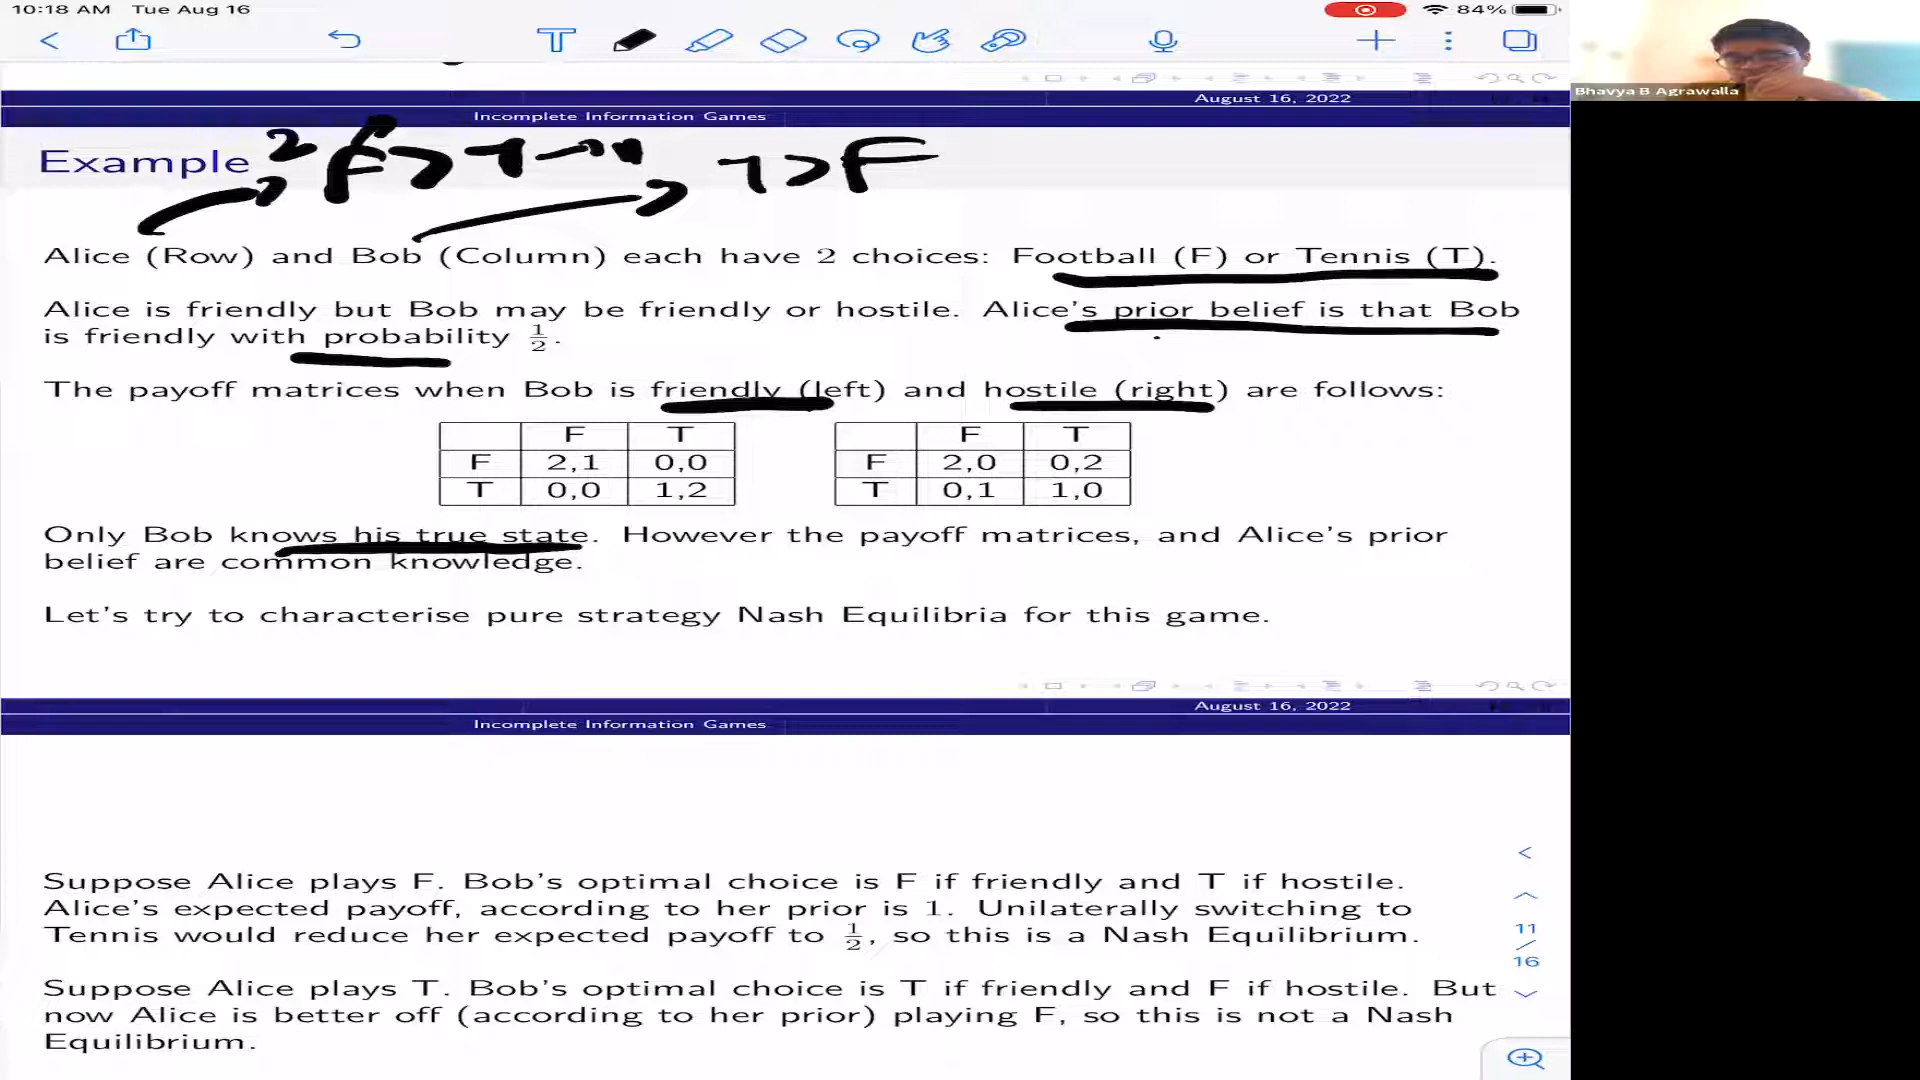 10:18 AM Tue Aug 16
84%
Bhavya B Agrawalla
August 16, 2022
Incomplete Information Games
Example
F > T
T > F
Alice (Row) and Bob (Column) each have 2 choices: Football (F) or Tennis (T).
Alice is friendly but Bob may be friendly or hostile. Alice's prior belief is that Bob
is friendly with probability 1/2.
The payoff matrices when Bob is friendly (left) and hostile (right) are follows:
F T F T
F 2,1 0,0 F 2,0 0,2
T 0,0 1,2 T 0,1 1,0
Only Bob knows his true state. However the payoff matrices, and Alice's prior
belief are common knowledge.
Let's try to characterise pure strategy Nash Equilibria for this game.
August 16, 2022
Incomplete Information Games
Suppose Alice plays F. Bob's optimal choice is F if friendly and T if hostile.
Alice's expected payoff, according to her prior is 1. Unilaterally switching to
Tennis would reduce her expected payoff to 1/2, so this is a Nash Equilibrium.
Suppose Alice plays T. Bob's optimal choice is T if friendly and F if hostile. But
now Alice is better off (according to her prior) playing F, so this is not a Nash
Equilibrium.
11
/
16